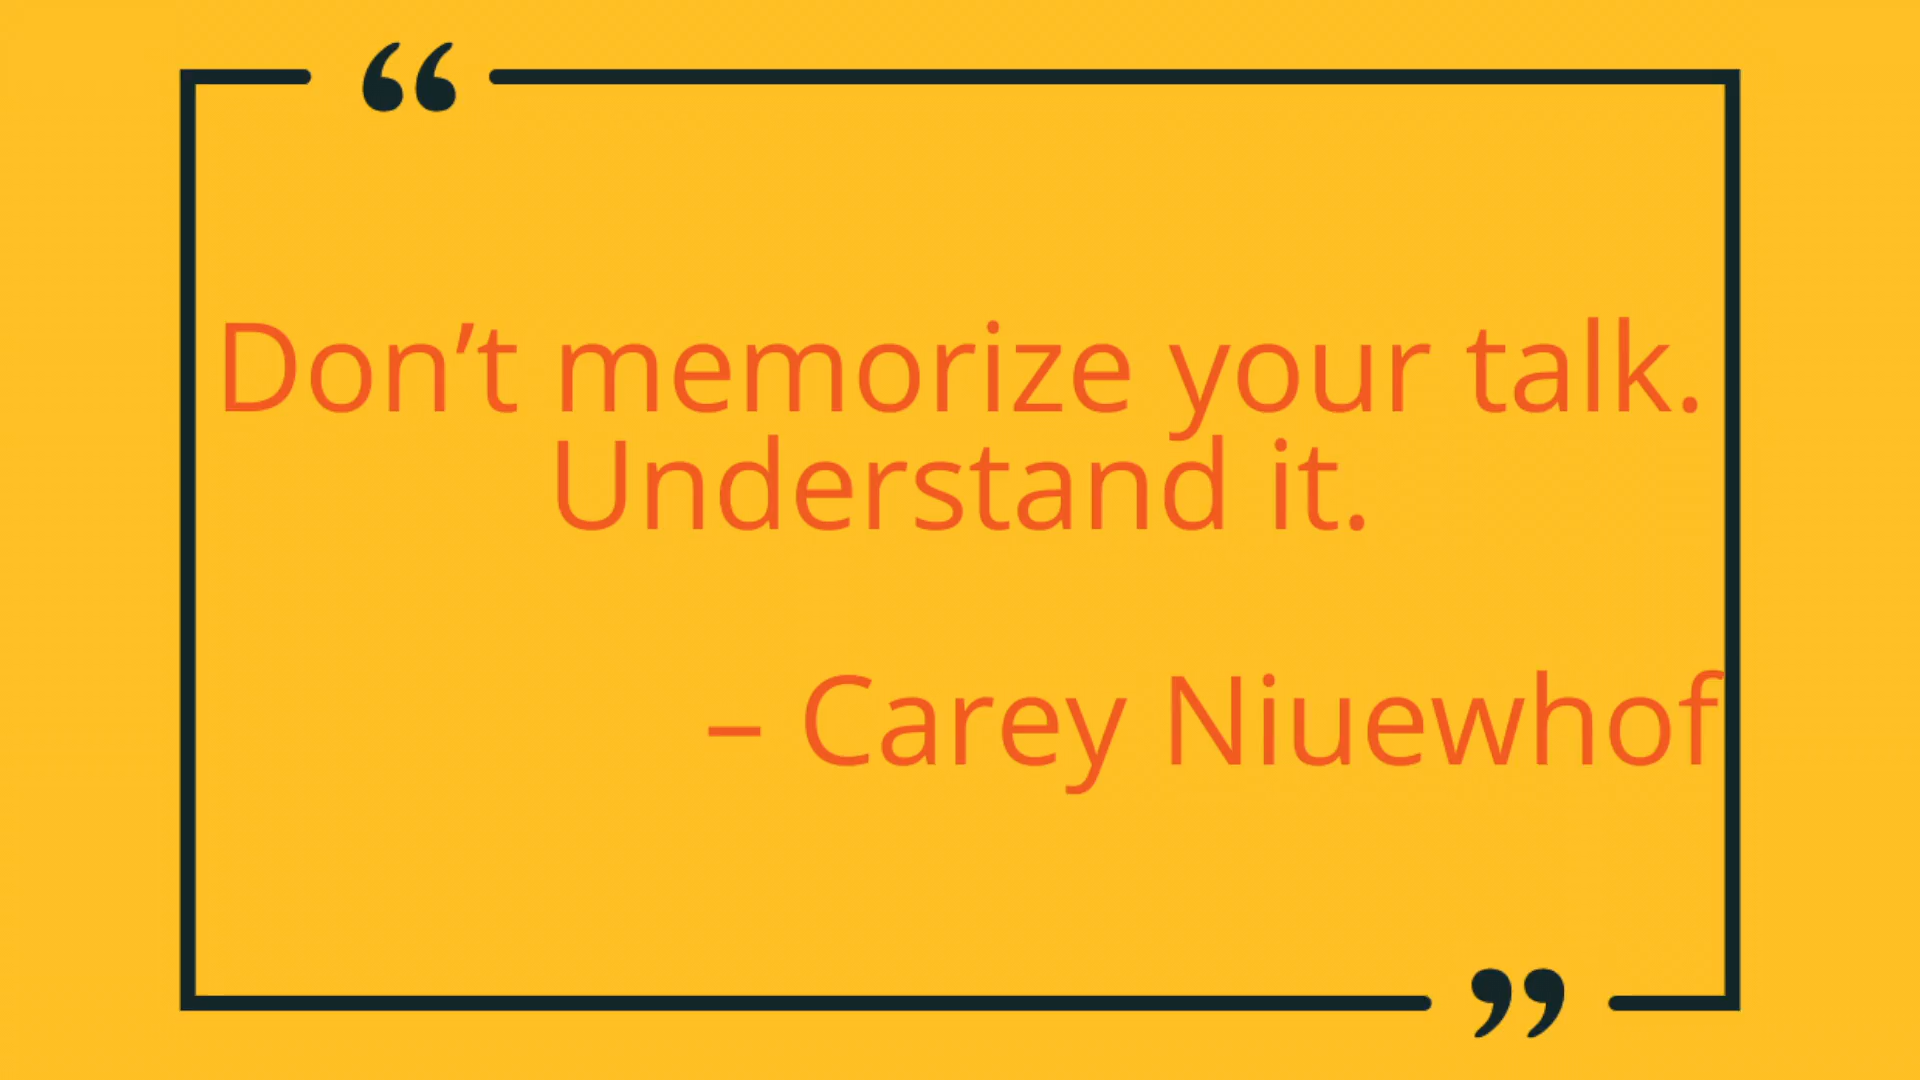 “
Don’t memorize your talk.
Understand it.
– Carey Niuewhof
”